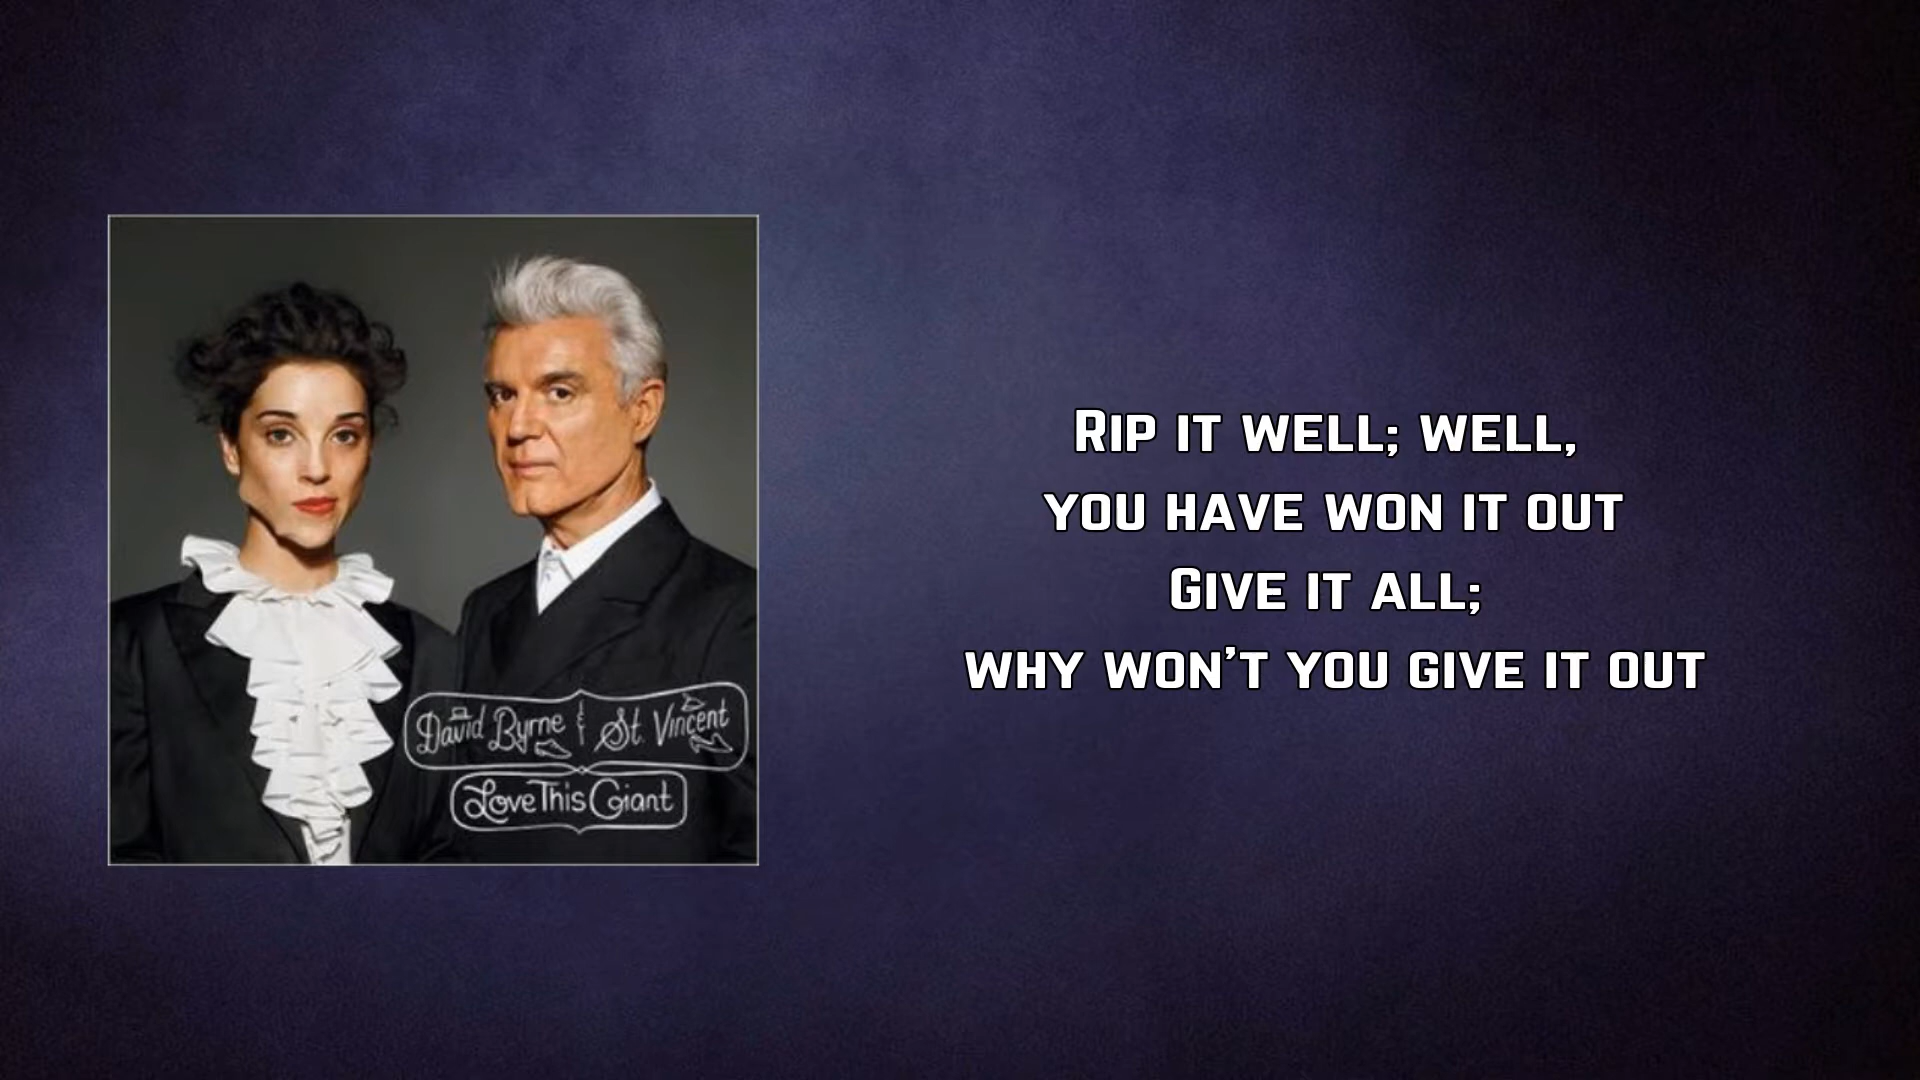 David Byrne & St. Vincent
Love This Giant
Rip it well; well,
you have won it out
Give it all;
why won't you give it out